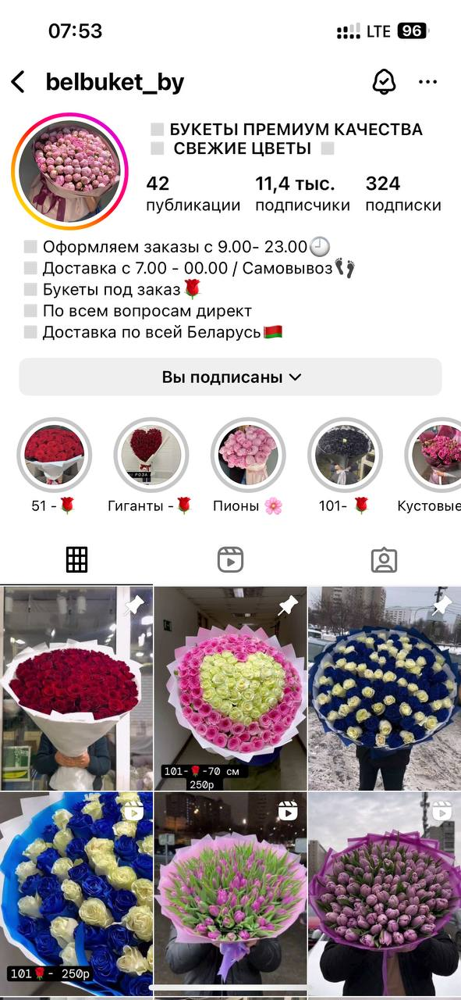 07:53
LTE 96
belbuket_by
БУКЕТЫ ПРЕМИУМ КАЧЕСТВА
СВЕЖИЕ ЦВЕТЫ
42 11,4 тыс. 324
публикации подписчики подписки
Оформляем заказы с 9.00- 23.00🕘
Доставка с 7.00 - 00.00 / Самовывоз👣
Букеты под заказ🌹
По всем вопросам директ
Доставка по всей Беларусь🇧🇾
Вы подписаны
51 -🌹 Гиганты -🌹 Пионы 🌸 101- 🌹 Кустовые
101-🌹-70 см
250р
101🌹- 250р